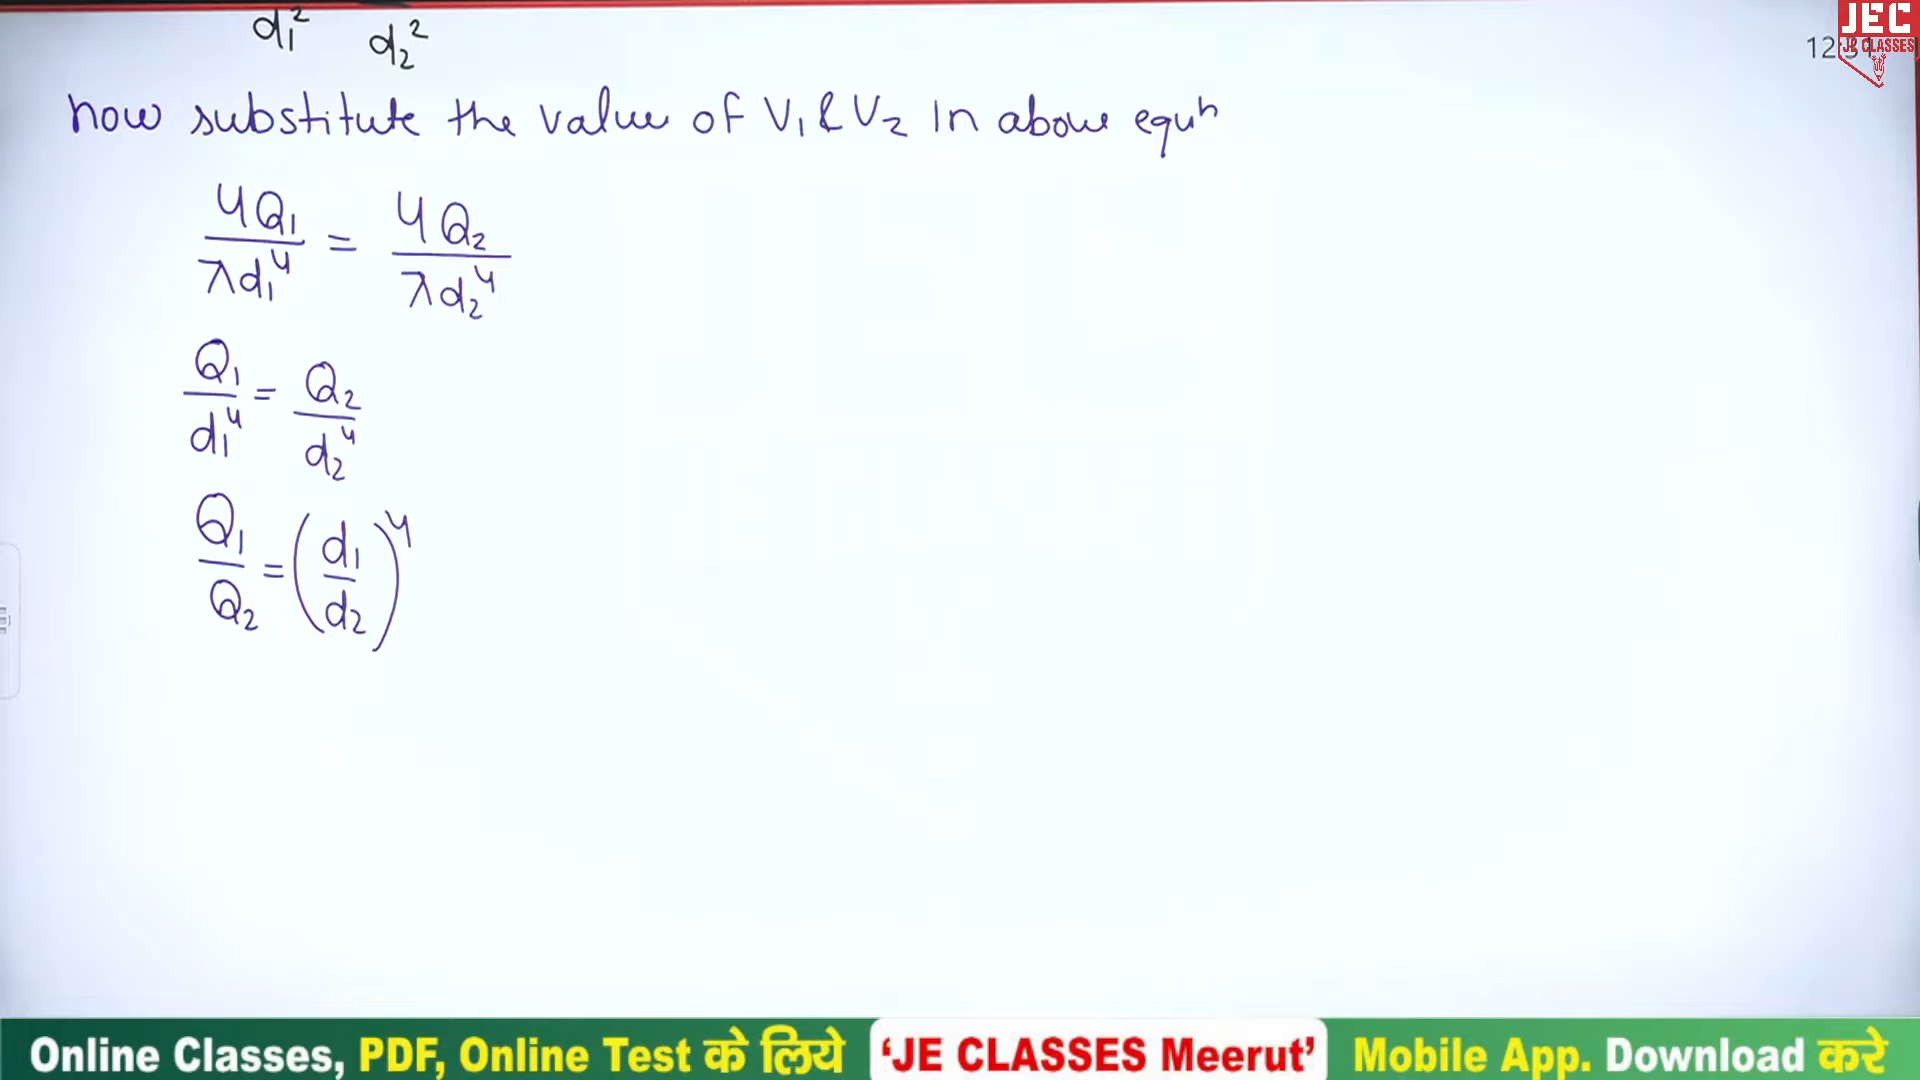 d₁² d₂²
JEC
JE CLASSES
now substitute the value of V₁ & V₂ in above equⁿ
4Q₁/λd₁⁴ = 4Q₂/λd₂⁴
Q₁/d₁⁴ = Q₂/d₂⁴
Q₁/Q₂ = (d₁/d₂)⁴
Online Classes, PDF, Online Test के लिये 'JE CLASSES Meerut' Mobile App. Download करे